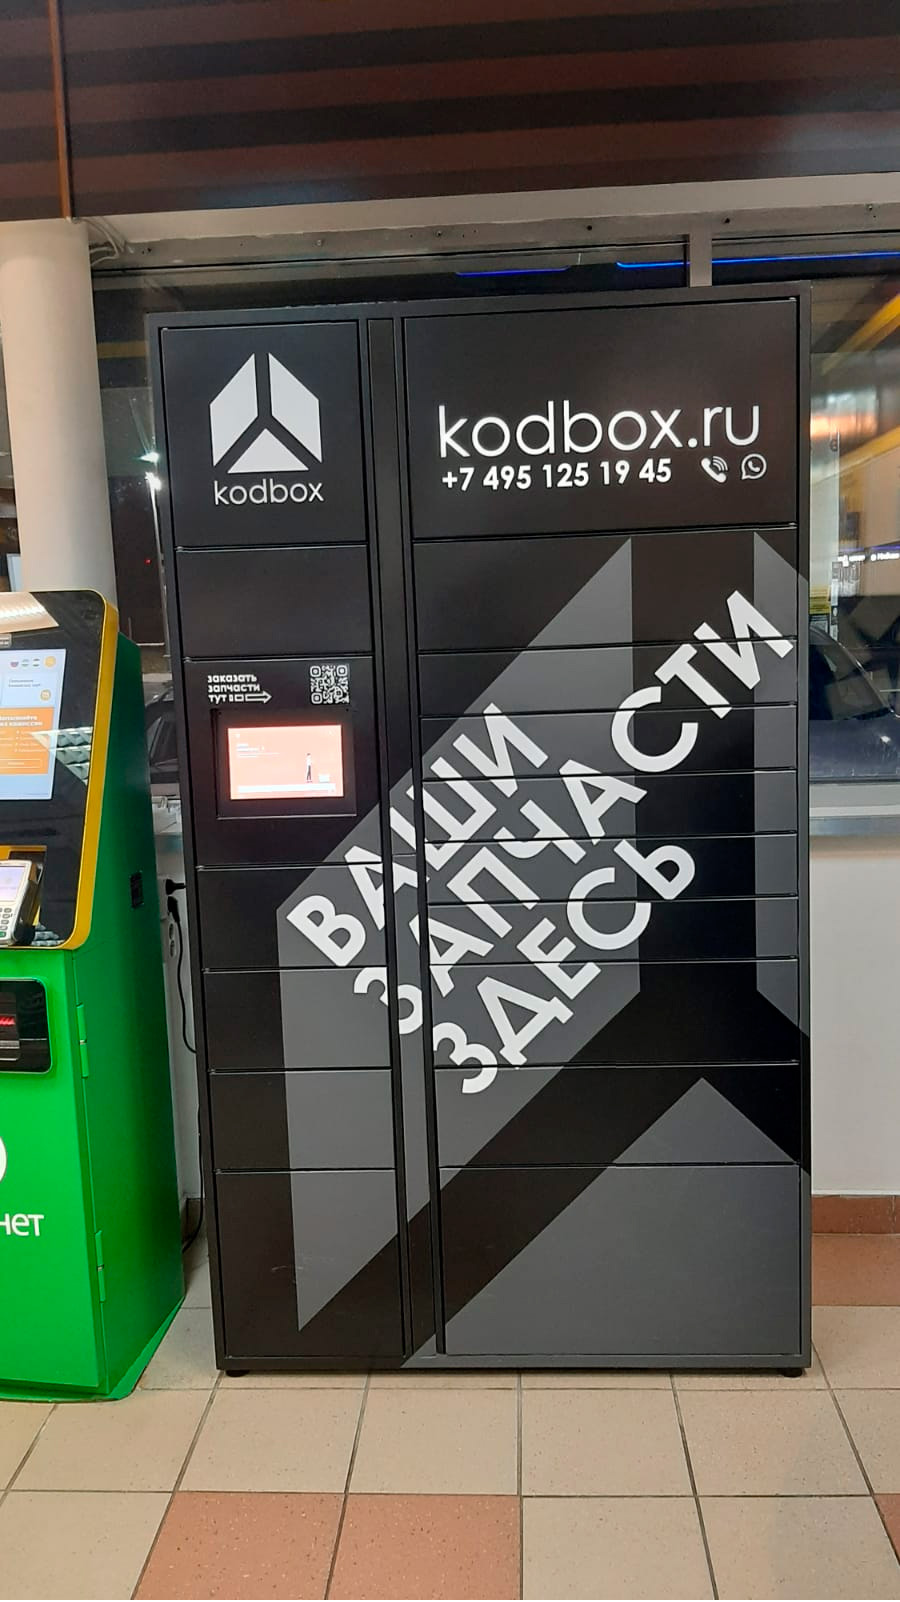 kodbox
kodbox.ru
+7 495 125 19 45
заказать
запчасти
тут
ВАШИ
ЗАПЧАСТИ
ЗДЕСЬ
нет